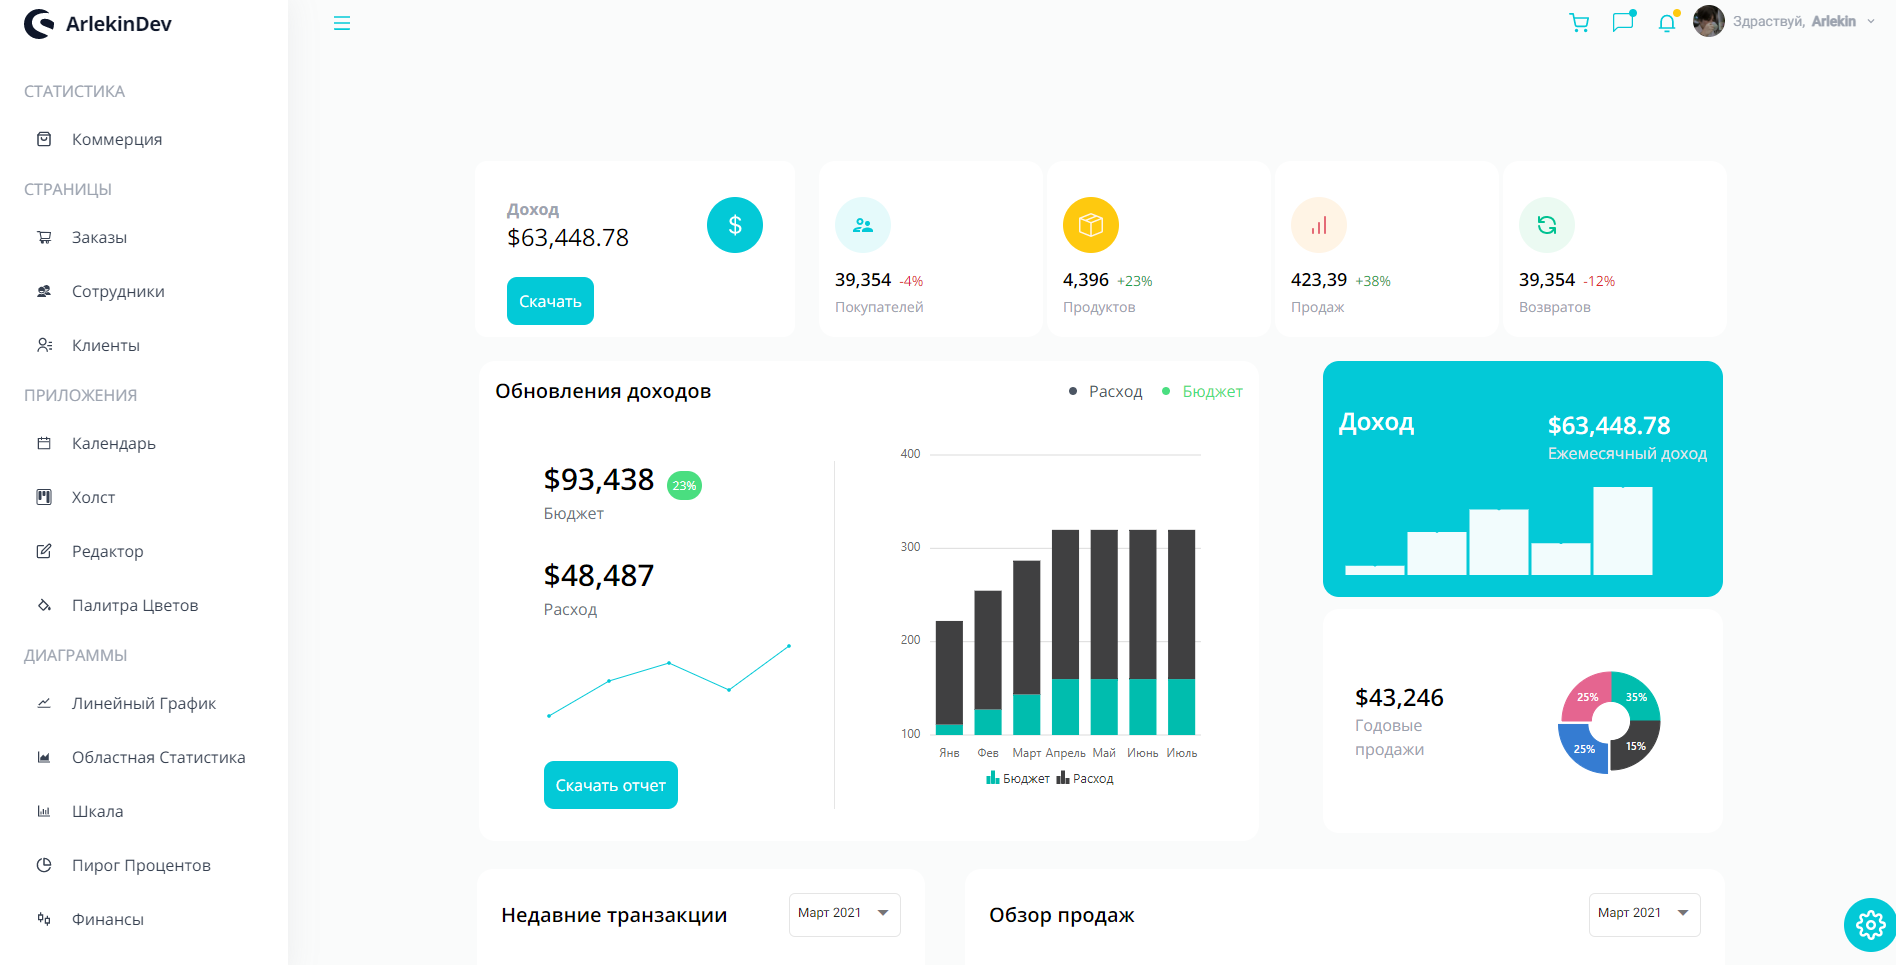 ArlekinDev
Здраствуй, Arlekin
СТАТИСТИКА
Коммерция
СТРАНИЦЫ
Заказы
Сотрудники
Клиенты
ПРИЛОЖЕНИЯ
Календарь
Холст
Редактор
Палитра Цветов
ДИАГРАММЫ
Линейный График
Областная Статистика
Шкала
Пирог Процентов
Финансы
Доход
$63,448.78
$
Скачать
39,354 -4%
Покупателей
4,396 +23%
Продуктов
423,39 +38%
Продаж
39,354 -12%
Возвратов
Обновления доходов
Расход
Бюджет
$93,438 23%
Бюджет
$48,487
Расход
Скачать отчет
400
300
200
100
Янв Фев Март Апрель Май Июнь Июль
Бюджет Расход
Доход
$63,448.78
Ежемесячный доход
$43,246
Годовые
продажи
25% 35%
25% 15%
Недавние транзакции
Март 2021
Обзор продаж
Март 2021